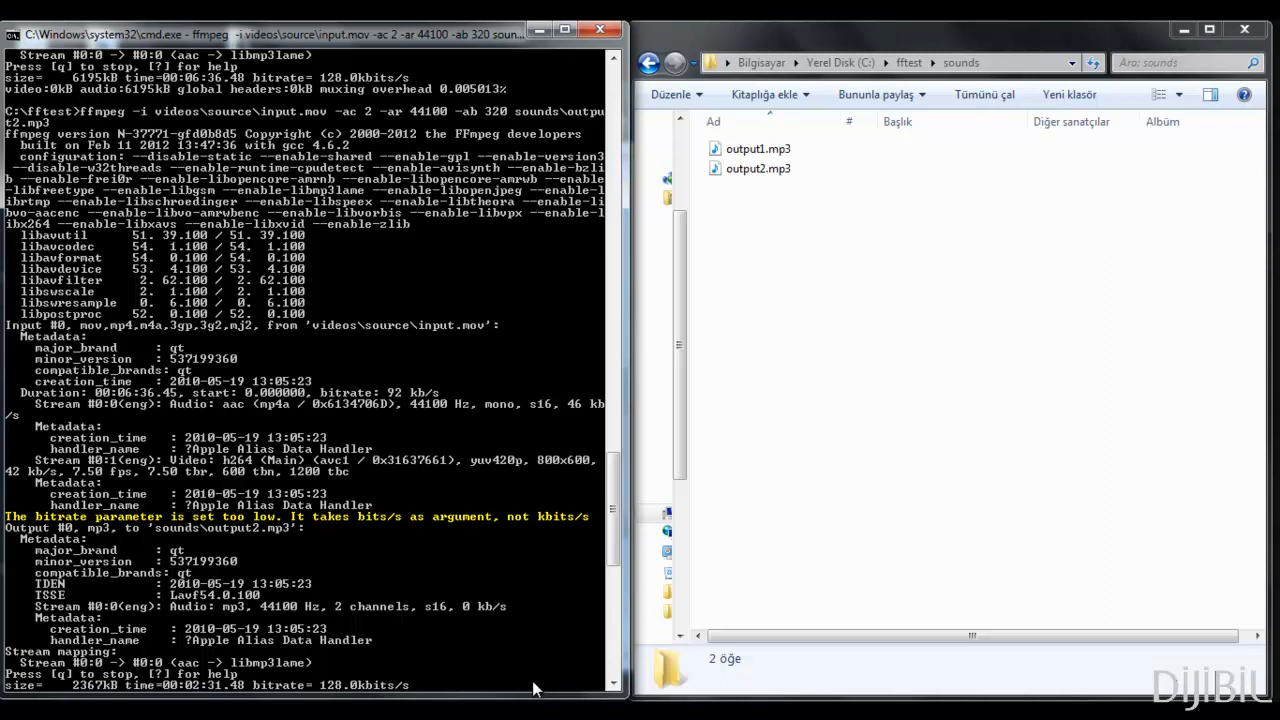 C:\Windows\system32\cmd.exe - ffmpeg -i videos\source\input.mov -ac 2 -ar 44100 -ab 320 soun...
Stream #0:0 -> #0:0 (aac -> libmp3lame)
Press [q] to stop, [?] for help
size=    6195kB time=00:06:36.48 bitrate= 128.0kbits/s
video:0kB audio:6195kB global headers:0kB muxing overhead 0.005013%
C:\fftest>ffmpeg -i videos\source\input.mov -ac 2 -ar 44100 -ab 320 sounds\outpu
t2.mp3
ffmpeg version N-37771-gfd0b8d5 Copyright (c) 2000-2012 the FFmpeg developers
built on Feb 11 2012 13:47:36 with gcc 4.6.2
configuration: --disable-static --enable-shared --enable-gpl --enable-version3
--disable-w32threads --enable-runtime-cpudetect --enable-avisynth --enable-bzli
b --enable-frei0r --enable-libopencore-amrnb --enable-libopencore-amrwb --enable
-libfreetype --enable-libgsm --enable-libmp3lame --enable-libopenjpeg --enable-l
ibrtmp --enable-libschroedinger --enable-libspeex --enable-libtheora --enable-li
bvo-aacenc --enable-libvo-amrwbenc --enable-libvorbis --enable-libvpx --enable-l
ibx264 --enable-libxavs --enable-libxvid --enable-zlib
libavutil      51. 39.100 / 51. 39.100
libavcodec     54.  1.100 / 54.  1.100
libavformat    54.  0.100 / 54.  0.100
libavdevice    53.  4.100 / 53.  4.100
libavfilter     2. 62.100 /  2. 62.100
libswscale      2.  1.100 /  2.  1.100
libswresample   0.  6.100 /  0.  6.100
libpostproc    52.  0.100 / 52.  0.100
Input #0, mov,mp4,m4a,3gp,3g2,mj2, from 'videos\source\input.mov':
Metadata:
major_brand     : qt
minor_version   : 537199360
compatible_brands: qt
creation_time   : 2010-05-19 13:05:23
Duration: 00:06:36.45, start: 0.000000, bitrate: 92 kb/s
Stream #0:0(eng): Audio: aac (mp4a / 0x6134706D), 44100 Hz, mono, s16, 46 kb
/s
Metadata:
creation_time   : 2010-05-19 13:05:23
handler_name    : ?Apple Alias Data Handler
Stream #0:1(eng): Video: h264 (Main) (avc1 / 0x31637661), yuv420p, 800x600,
42 kb/s, 7.50 fps, 7.50 tbr, 600 tbn, 1200 tbc
Metadata:
creation_time   : 2010-05-19 13:05:23
handler_name    : ?Apple Alias Data Handler
The bitrate parameter is set too low. It takes bits/s as argument, not kbits/s
Output #0, mp3, to 'sounds\output2.mp3':
Metadata:
major_brand     : qt
minor_version   : 537199360
compatible_brands: qt
TDEN            : 2010-05-19 13:05:23
TSSE            : Lavf54.0.100
Stream #0:0(eng): Audio: mp3, 44100 Hz, 2 channels, s16, 0 kb/s
Metadata:
creation_time   : 2010-05-19 13:05:23
handler_name    : ?Apple Alias Data Handler
Stream mapping:
Stream #0:0 -> #0:0 (aac -> libmp3lame)
Press [q] to stop, [?] for help
size=    2367kB time=00:02:31.48 bitrate= 128.0kbits/s
Bilgisayar Yerel Disk (C:) fftest sounds
Ara: sounds
Düzenle Kitaplığa ekle Bununla paylaş Tümünü çal Yeni klasör
Ad # Başlık Diğer sanatçılar Albüm
output1.mp3
output2.mp3
2 öğe
DijiBil